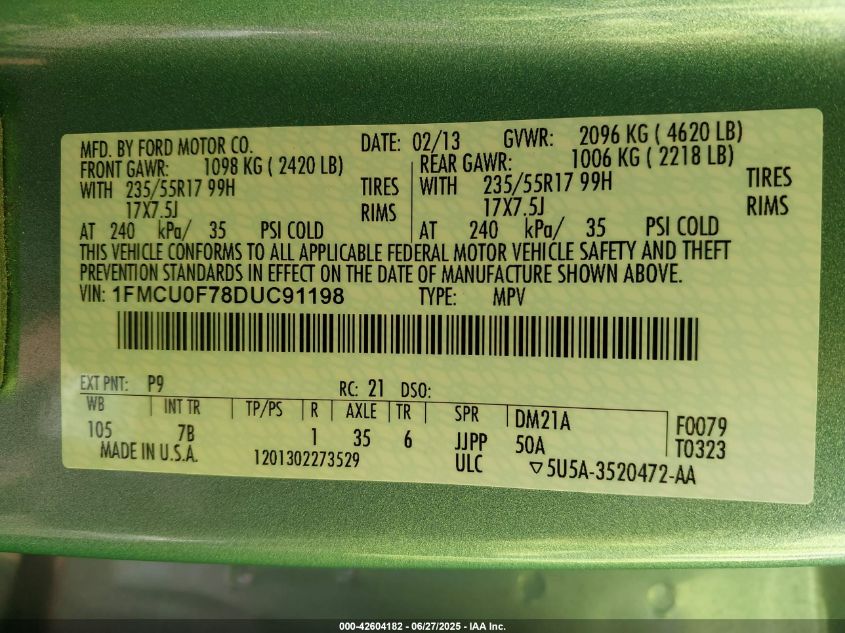 MFD. BY FORD MOTOR CO. DATE: 02/13 GVWR: 2096 KG ( 4620 LB)
FRONT GAWR: 1098 KG ( 2420 LB) REAR GAWR: 1006 KG ( 2218 LB)
WITH 235/55R17 99H TIRES WITH 235/55R17 99H TIRES
17X7.5J RIMS 17X7.5J RIMS
AT 240 kPa/ 35 PSI COLD AT 240 kPa/ 35 PSI COLD
THIS VEHICLE CONFORMS TO ALL APPLICABLE FEDERAL MOTOR VEHICLE SAFETY AND THEFT
PREVENTION STANDARDS IN EFFECT ON THE DATE OF MANUFACTURE SHOWN ABOVE.
VIN: 1FMCU0F78DUC91198 TYPE: MPV
EXT PNT: P9 RC: 21 DSO:
WB INT TR TP/PS R AXLE TR SPR DM21A F0079
105 7B 1 35 6 JJPP 50A T0323
MADE IN U.S.A. 1201302273529 ULC ▽5U5A-3520472-AA
000-42604182 - 06/27/2025 - IAA Inc.